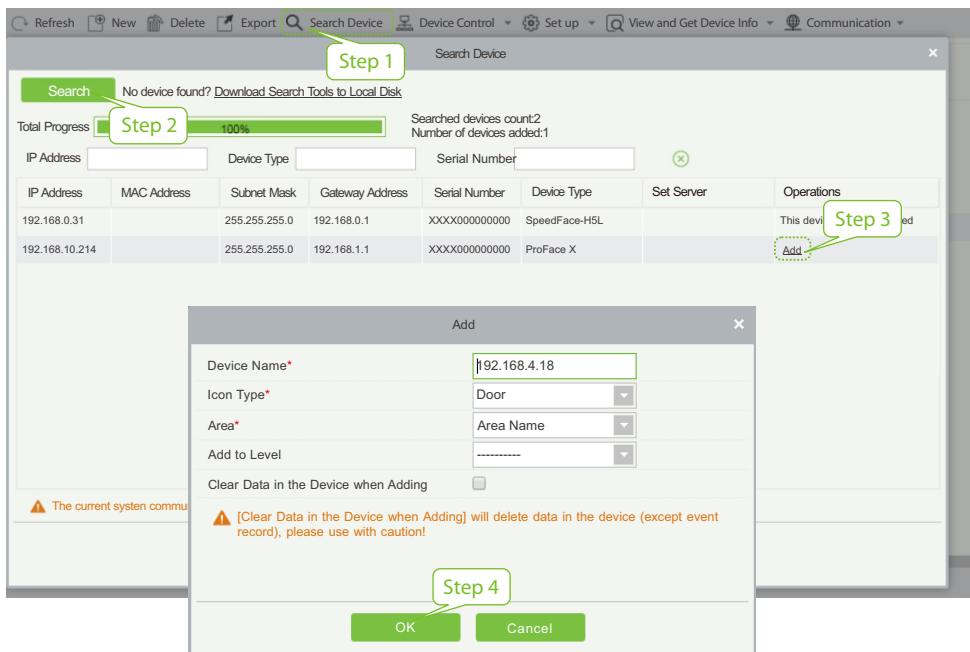 Refresh New Delete Export Search Device Device Control Set up View and Get Device Info Communication
Search Device
Step 1
Search No device found? Download Search Tools to Local Disk
Step 2
Total Progress 100% Searched devices count:2
Number of devices added:1
IP Address Device Type Serial Number
IP Address MAC Address Subnet Mask Gateway Address Serial Number Device Type Set Server Operations
192.168.0.31 255.255.255.0 192.168.0.1 XXXX000000000 SpeedFace-H5L This devi ed
Step 3
192.168.10.214 255.255.255.0 192.168.1.1 XXXX000000000 ProFace X Add
Add
Device Name* 192.168.4.18
Icon Type* Door
Area* Area Name
Add to Level ----------
Clear Data in the Device when Adding
The current systen commu
[Clear Data in the Device when Adding] will delete data in the device (except event
record), please use with caution!
Step 4
OK Cancel